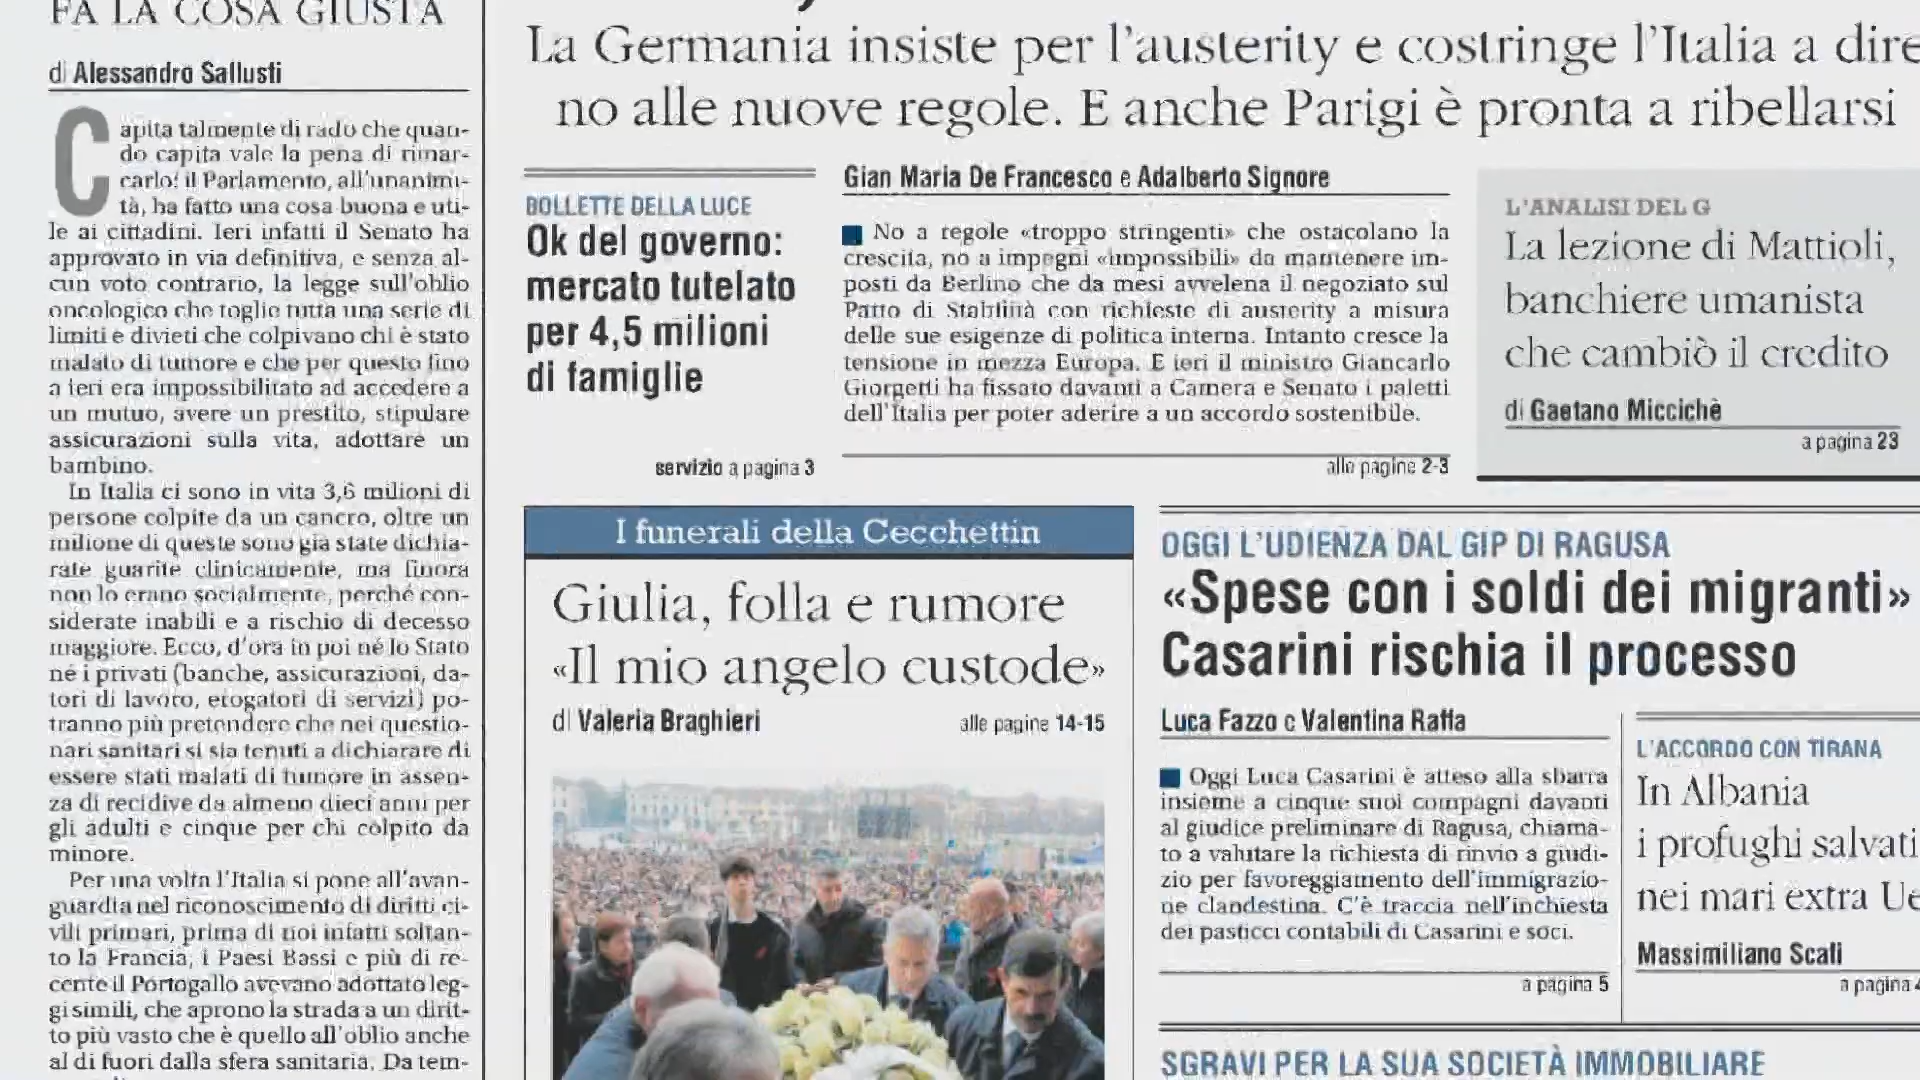 FA LA COSA GIUSTA
di Alessandro Sallusti
Capita talmente di rado che quan-
do capita vale la pena di rimar-
carlo: il Parlamento, all'unanimi-
tà, ha fatto una cosa buona e uti-
le ai cittadini. Ieri infatti il Senato ha
approvato in via definitiva, e senza al-
cun voto contrario, la legge sull'oblio
oncologico che toglie tutta una serie di
limiti e divieti che colpivano chi è stato
malato di tumore e che per questo fino
a ieri era impossibilitato ad accedere a
un mutuo, avere un prestito, stipulare
assicurazioni sulla vita, adottare un
bambino.
In Italia ci sono in vita 3,6 milioni di
persone colpite da un cancro, oltre un
milione di queste sono già state dichia-
rate guarite clinicamente, ma finora
non lo erano socialmente, perché con-
siderate inabili e a rischio di decesso
maggiore. Ecco, d'ora in poi né lo Stato
né i privati (banche, assicurazioni, da-
tori di lavoro, erogatori di servizi) po-
tranno più pretendere che nei questio-
nari sanitari si sia tenuti a dichiarare di
essere stati malati di tumore in assen-
za di recidive da almeno dieci anni per
gli adulti e cinque per chi colpito da
minore.
Per una volta l'Italia si pone all'avan-
guardia nel riconoscimento di diritti ci-
vili primari, prima di noi infatti soltan-
to la Francia, i Paesi Bassi e più di re-
cente il Portogallo avevano adottato leg-
gi simili, che aprono la strada a un dirit-
to più vasto che è quello all'oblio anche
al di fuori dalla sfera sanitaria. Da tem-
La Germania insiste per l'austerity e costringe l'Italia a dire
no alle nuove regole. E anche Parigi è pronta a ribellarsi
BOLLETTE DELLA LUCE
Ok del governo:
mercato tutelato
per 4,5 milioni
di famiglie
servizio a pagina 3
Gian Maria De Francesco e Adalberto Signore
No a regole «troppo stringenti» che ostacolano la
crescita, no a impegni «impossibili» da mantenere im-
posti da Berlino che da mesi avvelena il negoziato sul
Patto di Stabilità con richieste di austerity a misura
delle sue esigenze di politica interna. Intanto cresce la
tensione in mezza Europa. E ieri il ministro Giancarlo
Giorgetti ha fissato davanti a Camera e Senato i paletti
dell'Italia per poter aderire a un accordo sostenibile.
alle pagine 2-3
L'ANALISI DEL G
La lezione di Mattioli,
banchiere umanista
che cambiò il credito
di Gaetano Miccichè
a pagina 23
I funerali della Cecchettin
Giulia, folla e rumore
«Il mio angelo custode»
di Valeria Braghieri
alle pagine 14-15
OGGI L'UDIENZA DAL GIP DI RAGUSA
«Spese con i soldi dei migranti»
Casarini rischia il processo
Luca Fazzo e Valentina Raffa
Oggi Luca Casarini è atteso alla sbarra
insieme a cinque suoi compagni davanti
al giudice preliminare di Ragusa, chiama-
to a valutare la richiesta di rinvio a giudi-
zio per favoreggiamento dell'immigrazio-
ne clandestina. C'è traccia nell'inchiesta
dei pasticci contabili di Casarini e soci.
a pagina 5
L'ACCORDO CON TIRANA
In Albania
i profughi salvati
nei mari extra Ue
Massimiliano Scafi
a pagina 4
SGRAVI PER LA SUA SOCIETÀ IMMOBILIARE